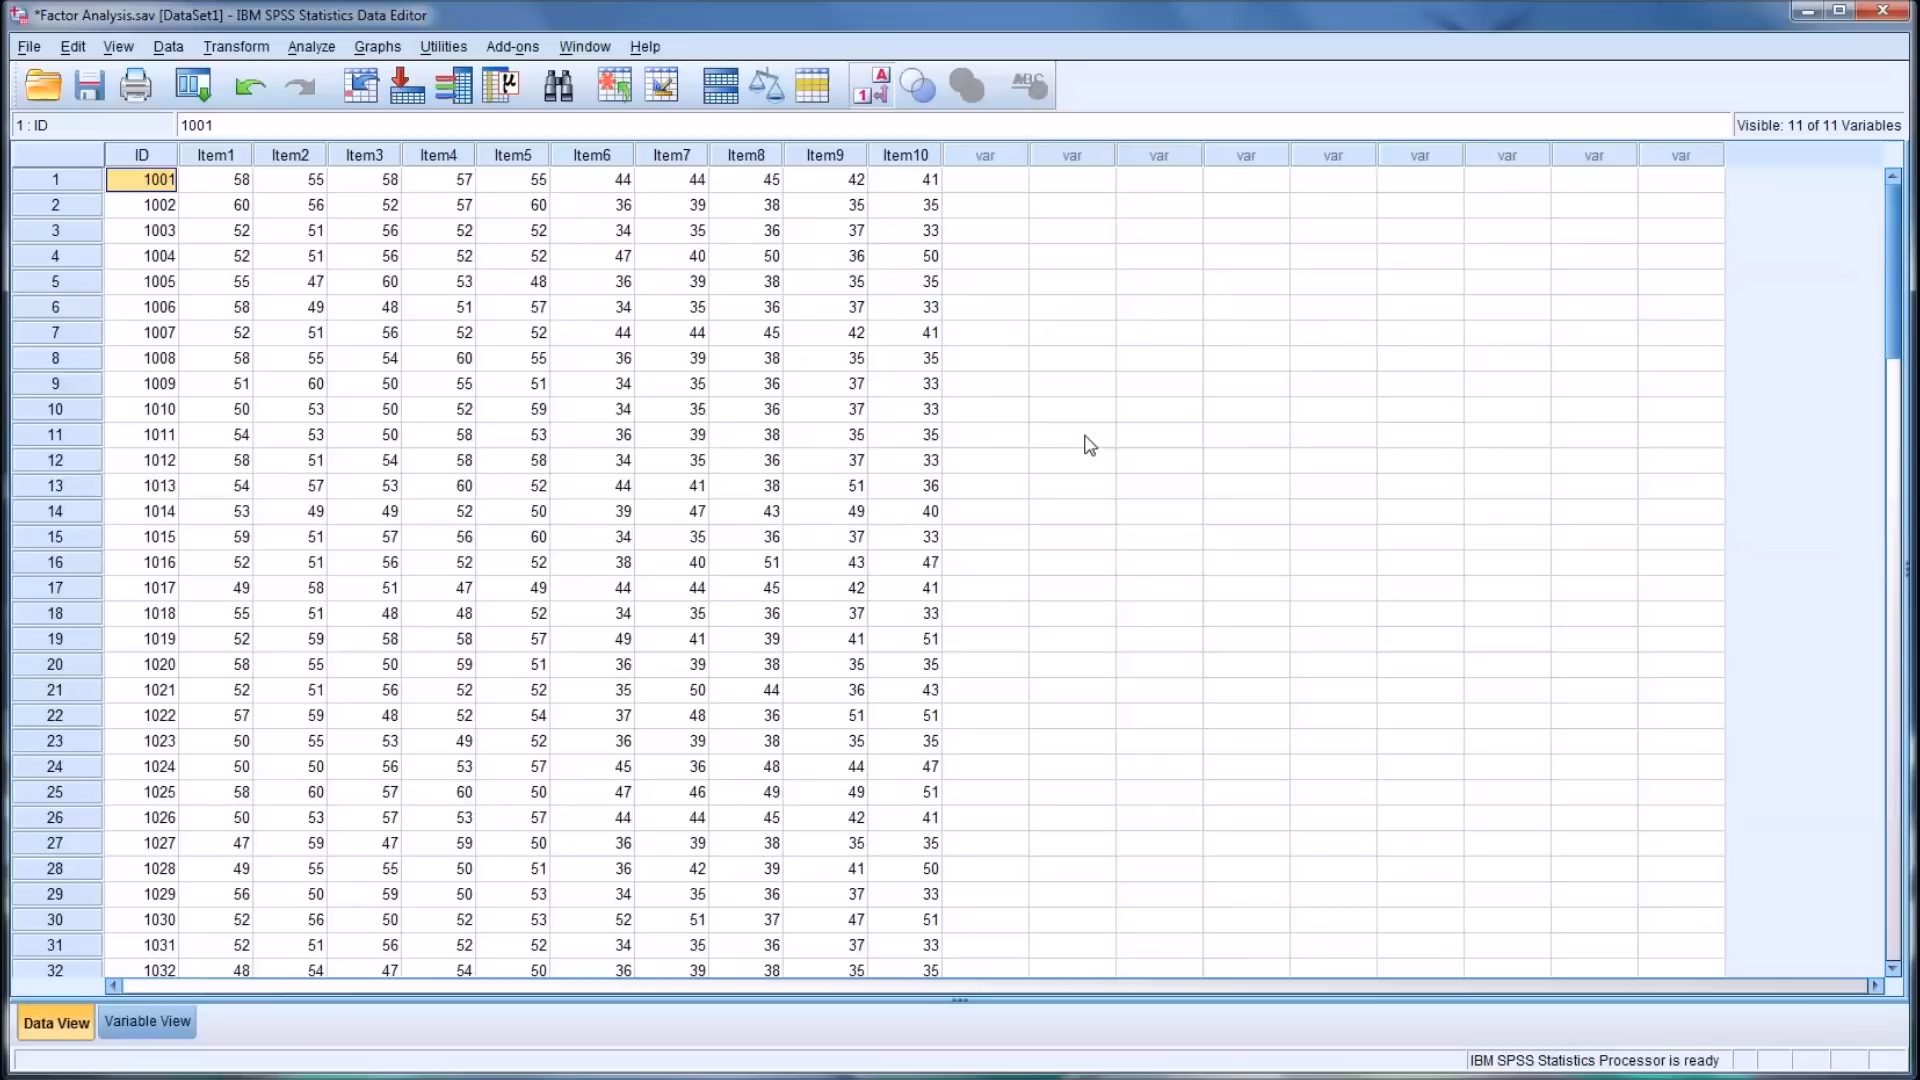 *Factor Analysis.sav [DataSet1] - IBM SPSS Statistics Data Editor
File Edit View Data Transform Analyze Graphs Utilities Add-ons Window Help
1 : ID 1001 Visible: 11 of 11 Variables
ID Item1 Item2 Item3 Item4 Item5 Item6 Item7 Item8 Item9 Item10 var var var var var var var var var
1 1001 58 55 58 57 55 44 44 45 42 41
2 1002 60 56 52 57 60 36 39 38 35 35
3 1003 52 51 56 52 52 34 35 36 37 33
4 1004 52 51 56 52 52 47 40 50 36 50
5 1005 55 47 60 53 48 36 39 38 35 35
6 1006 58 49 48 51 57 34 35 36 37 33
7 1007 52 51 56 52 52 44 44 45 42 41
8 1008 58 55 54 60 55 36 39 38 35 35
9 1009 51 60 50 55 51 34 35 36 37 33
10 1010 50 53 50 52 59 34 35 36 37 33
11 1011 54 53 50 58 53 36 39 38 35 35
12 1012 58 51 54 58 58 34 35 36 37 33
13 1013 54 57 53 60 52 44 41 38 51 36
14 1014 53 49 49 52 50 39 47 43 49 40
15 1015 59 51 57 56 60 34 35 36 37 33
16 1016 52 51 56 52 52 38 40 51 43 47
17 1017 49 58 51 47 49 44 44 45 42 41
18 1018 55 51 48 48 52 34 35 36 37 33
19 1019 52 59 58 58 57 49 41 39 41 51
20 1020 58 55 50 59 51 36 39 38 35 35
21 1021 52 51 56 52 52 35 50 44 36 43
22 1022 57 59 48 52 54 37 48 36 51 51
23 1023 50 55 53 49 52 36 39 38 35 35
24 1024 50 50 56 53 57 45 36 48 44 47
25 1025 58 60 57 60 50 47 46 49 49 51
26 1026 50 53 57 53 57 44 44 45 42 41
27 1027 47 59 47 59 50 36 39 38 35 35
28 1028 49 55 55 50 51 36 42 39 41 50
29 1029 56 50 59 50 53 34 35 36 37 33
30 1030 52 56 50 52 53 52 51 37 47 51
31 1031 52 51 56 52 52 34 35 36 37 33
32 1032 48 54 47 54 50 36 39 38 35 35
Data View Variable View
IBM SPSS Statistics Processor is ready